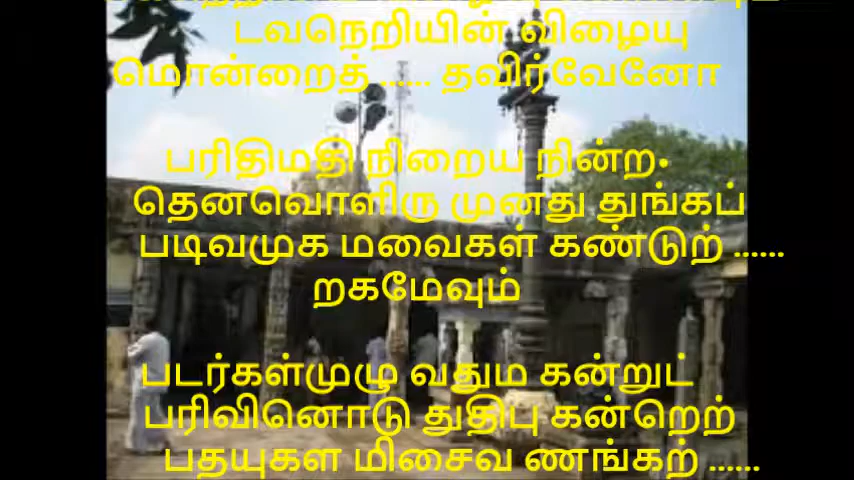 டவநெறியின் விழையு
மொன்றைத் ...... தவிர்வேனோ
பரிதிமதி நிறைய நின்றஃ
தெனவொளிரு முனது துங்கப்
படிவமுக மவைகள் கண்டுற் ......
றகமேவும்
படர்கள்முழு வதும கன்றுட்
பரிவினொடு துதிபு கன்றெற்
பதயுகள மிசைவ ணங்கற் ......